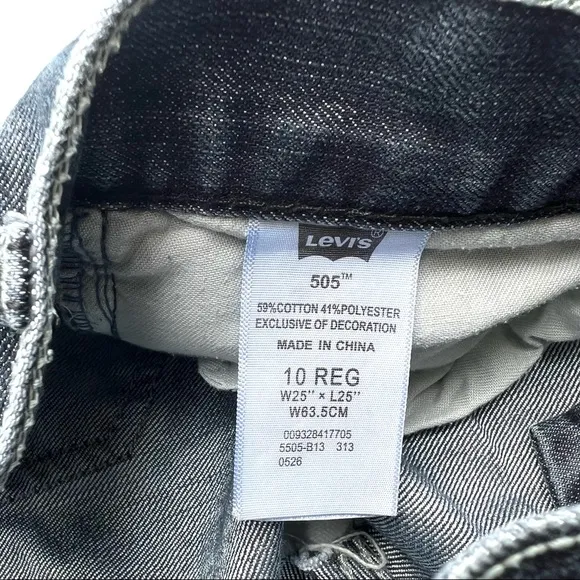 LEVI'S®
505™
59%COTTON 41%POLYESTER
EXCLUSIVE OF DECORATION
MADE IN CHINA
10 REG
W25" × L25"
W63.5CM
009328417705
5505-B13 313
0526